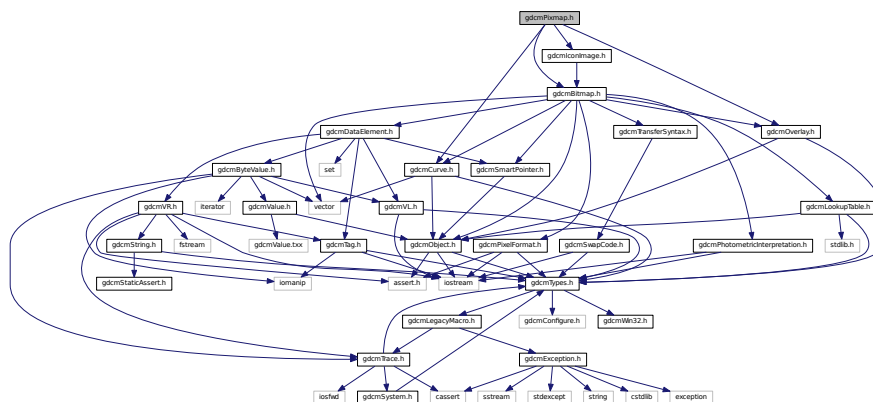 gdcmPixmap.h
gdcmIconImage.h
gdcmBitmap.h
gdcmDataElement.h
gdcmTransferSyntax.h
gdcmOverlay.h
gdcmByteValue.h
set
gdcmCurve.h
gdcmSmartPointer.h
gdcmVR.h
iterator
gdcmValue.h
vector
gdcmVL.h
gdcmLookupTable.h
gdcmString.h
fstream
gdcmValue.txx
gdcmTag.h
gdcmObject.h
gdcmPixelFormat.h
gdcmSwapCode.h
gdcmPhotometricInterpretation.h
stdlib.h
gdcmStaticAssert.h
iomanip
assert.h
iostream
gdcmTypes.h
gdcmLegacyMacro.h
gdcmConfigure.h
gdcmWin32.h
gdcmTrace.h
gdcmException.h
iosfwd
gdcmSystem.h
cassert
sstream
stdexcept
string
cstdlib
exception